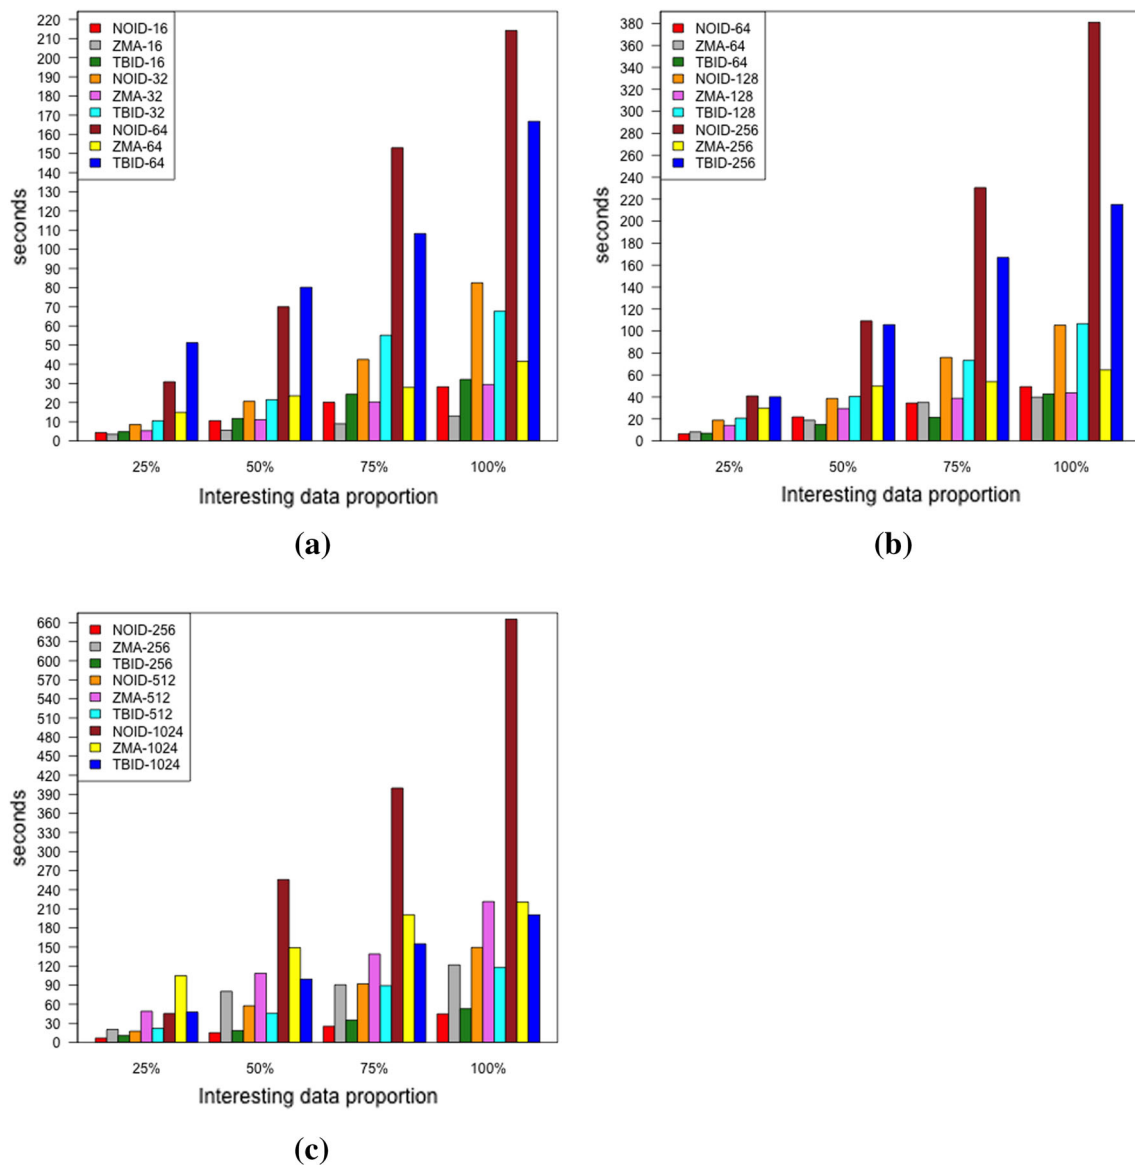 220
210
200
190
180
170
160
150
140
130
120
110
100
90
80
70
60
50
40
30
20
10
0
seconds
NOID-16
ZMA-16
TBID-16
NOID-32
ZMA-32
TBID-32
NOID-64
ZMA-64
TBID-64
25% 50% 75% 100%
Interesting data proportion
(a)
380
360
340
320
300
280
260
240
220
200
180
160
140
120
100
80
60
40
20
0
seconds
NOID-64
ZMA-64
TBID-64
NOID-128
ZMA-128
TBID-128
NOID-256
ZMA-256
TBID-256
25% 50% 75% 100%
Interesting data proportion
(b)
660
630
600
570
540
510
480
450
420
390
360
330
300
270
240
210
180
150
120
90
60
30
0
seconds
NOID-256
ZMA-256
TBID-256
NOID-512
ZMA-512
TBID-512
NOID-1024
ZMA-1024
TBID-1024
25% 50% 75% 100%
Interesting data proportion
(c)